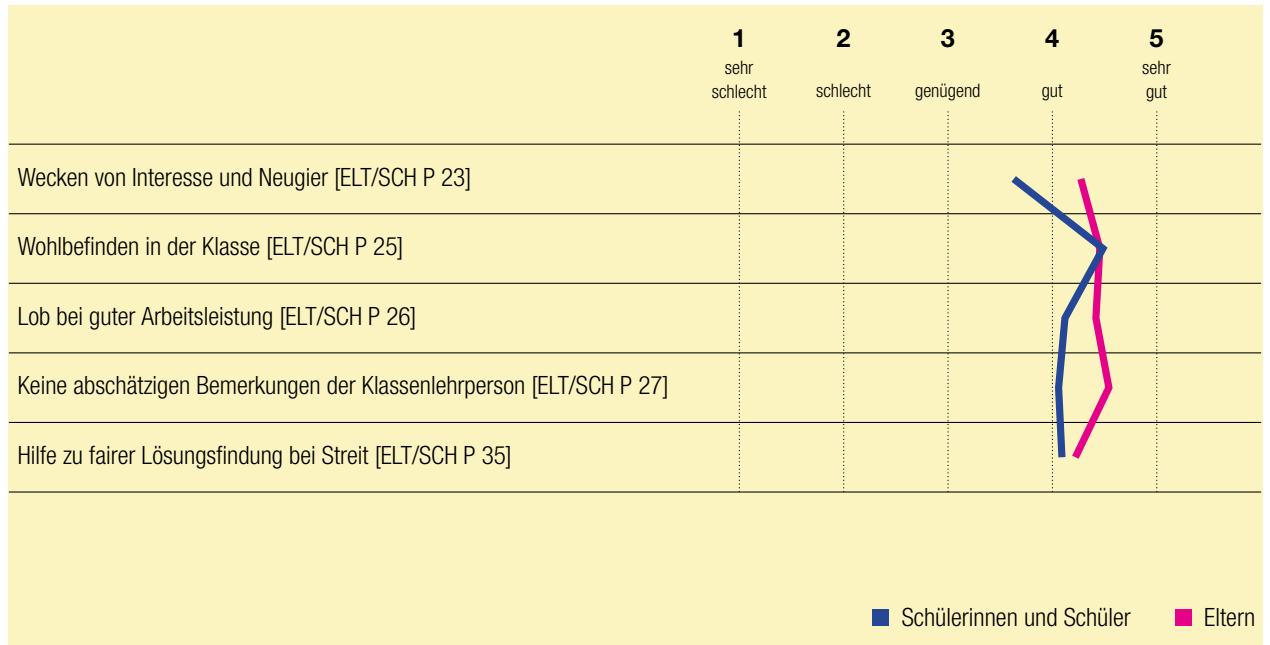 1 2 3 4 5
sehr schlecht schlecht genügend gut sehr gut
Wecken von Interesse und Neugier [ELT/SCH P 23]
Wohlbefinden in der Klasse [ELT/SCH P 25]
Lob bei guter Arbeitsleistung [ELT/SCH P 26]
Keine abschätzigen Bemerkungen der Klassenlehrperson [ELT/SCH P 27]
Hilfe zu fairer Lösungsfindung bei Streit [ELT/SCH P 35]
Schülerinnen und Schüler Eltern